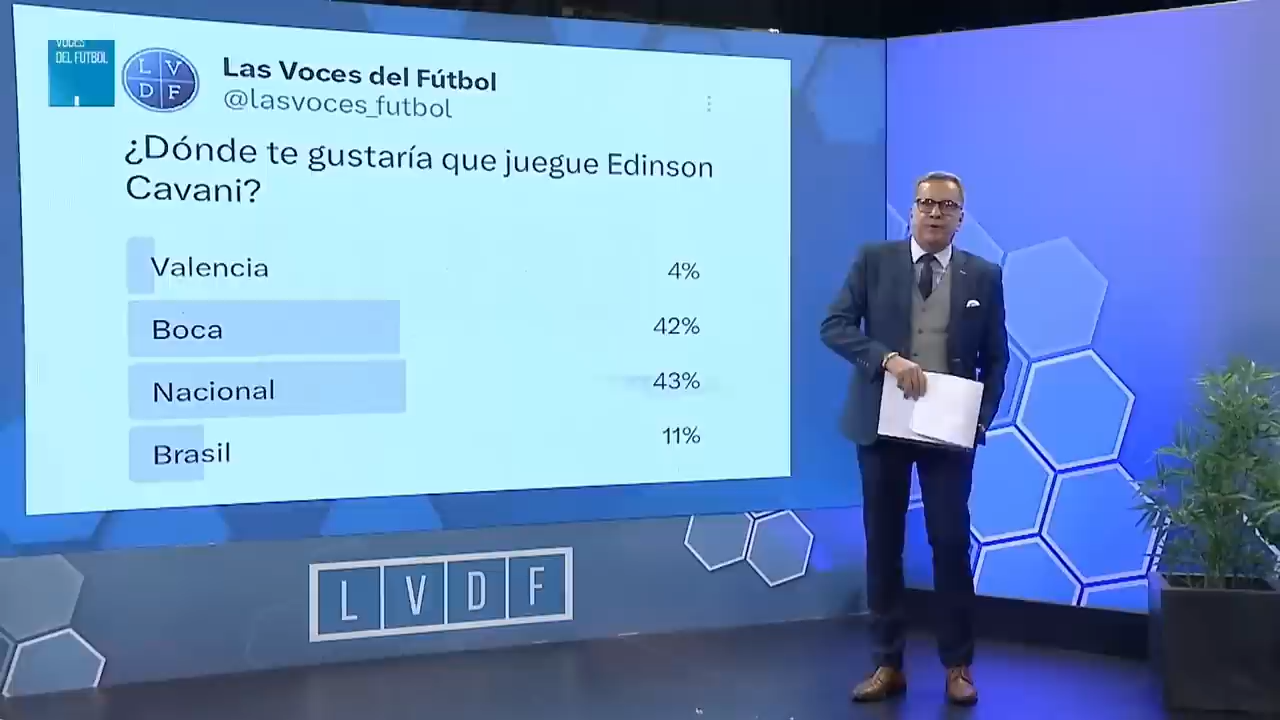 VOCES
DEL FUTBOL
L V
D F
Las Voces del Fútbol
@lasvoces_futbol
¿Dónde te gustaría que juegue Edinson
Cavani?
Valencia 4%
Boca 42%
Nacional 43%
Brasil 11%
L V D F